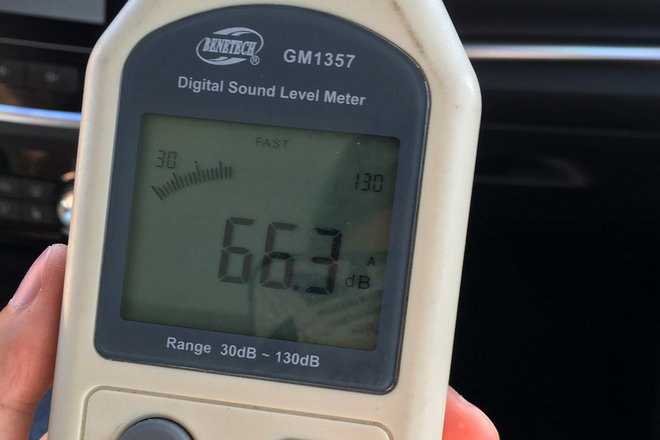 BENETECH ®
GM1357
Digital Sound Level Meter
FAST
30
130
66.3
A
dB
Range 30dB ~ 130dB